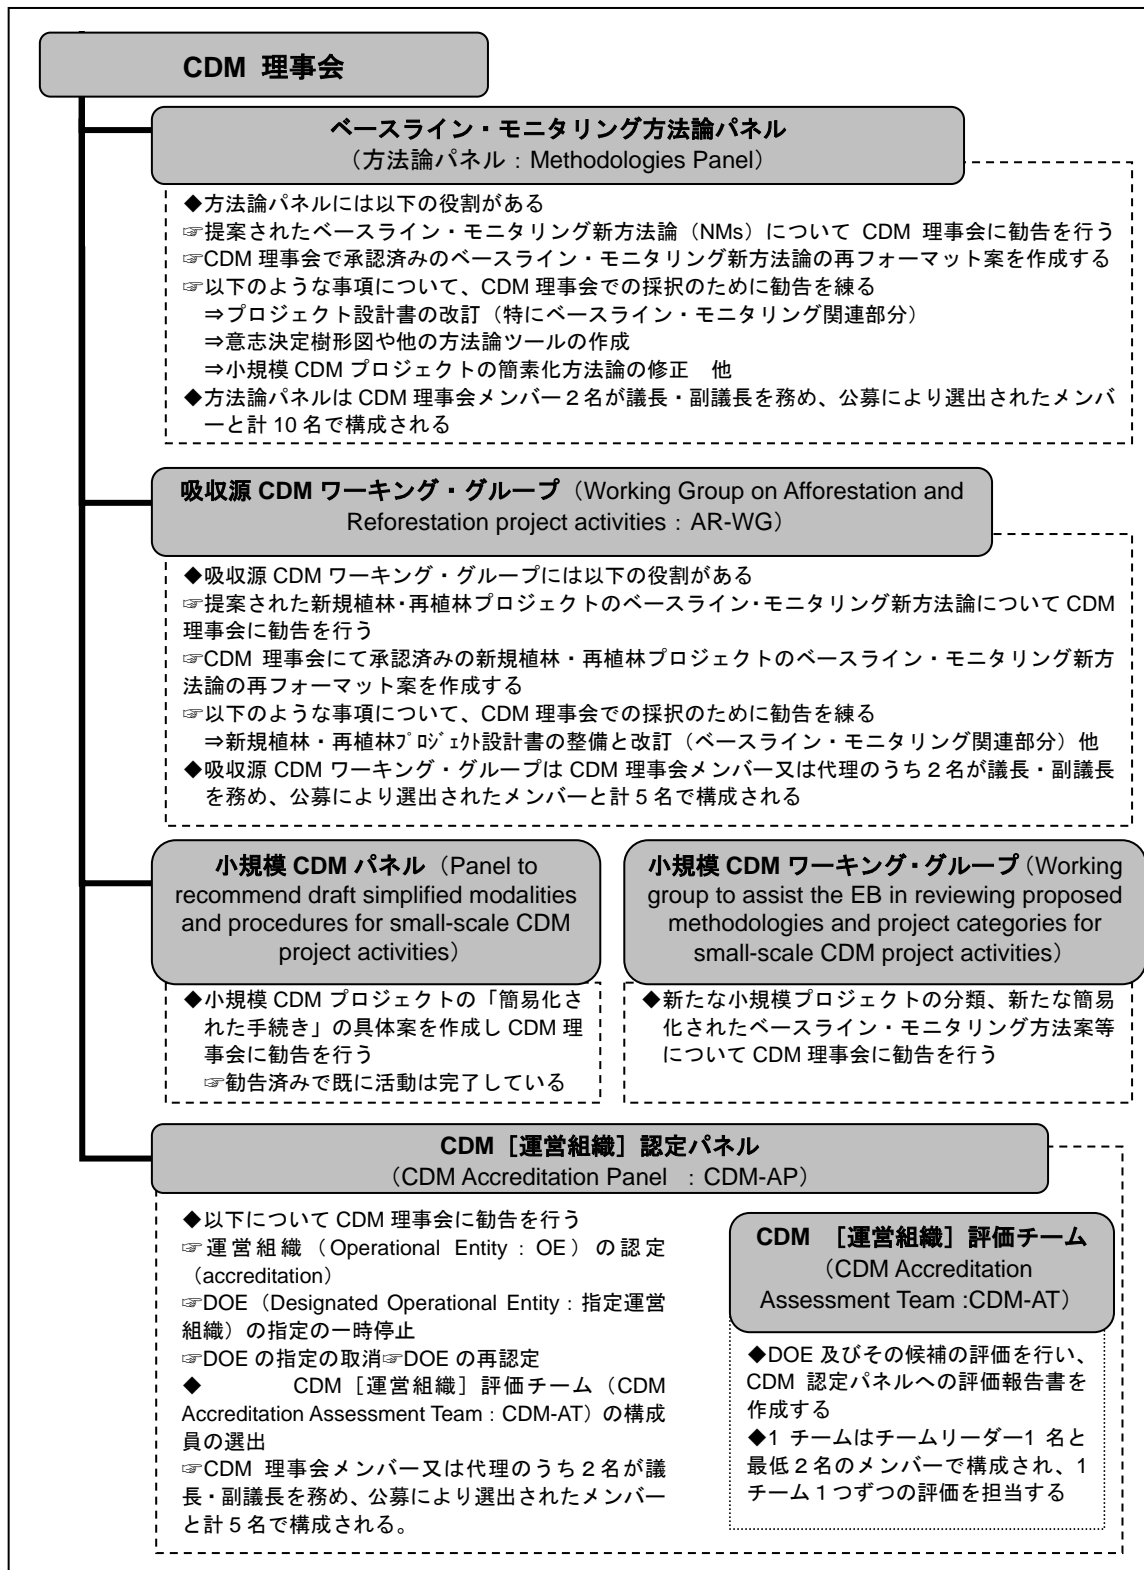 CDM 理事会
ベースライン・モニタリング方法論パネル
（方法論パネル：Methodologies Panel）
◆方法論パネルには以下の役割がある
☞提案されたベースライン・モニタリング新方法論（NMs）について CDM 理事会に勧告を行う
☞CDM 理事会で承認済みのベースライン・モニタリング新方法論の再フォーマット案を作成する
☞以下のような事項について、CDM 理事会での採択のために勧告を練る
⇒プロジェクト設計書の改訂（特にベースライン・モニタリング関連部分）
⇒意志決定樹形図や他の方法論ツールの作成
⇒小規模 CDM プロジェクトの簡素化方法論の修正　他
◆方法論パネルは CDM 理事会メンバー２名が議長・副議長を務め、公募により選出されたメンバ
ーと計 10 名で構成される
吸収源 CDM ワーキング・グループ（Working Group on Afforestation and
Reforestation project activities：AR-WG）
◆吸収源 CDM ワーキング・グループには以下の役割がある
☞提案された新規植林・再植林プロジェクトのベースライン・モニタリング新方法論について CDM
理事会に勧告を行う
☞CDM 理事会にて承認済みの新規植林・再植林プロジェクトのベースライン・モニタリング新方
法論の再フォーマット案を作成する
☞以下のような事項について、CDM 理事会での採択のために勧告を練る
⇒新規植林・再植林ﾌﾟﾛｼﾞｪｸﾄ設計書の整備と改訂（ベースライン・モニタリング関連部分）他
◆吸収源 CDM ワーキング・グループは CDM 理事会メンバー又は代理のうち２名が議長・副議長
を務め、公募により選出されたメンバーと計 5 名で構成される
小規模 CDM パネル（Panel to
recommend draft simplified modalities
and procedures for small-scale CDM
project activities）
◆小規模 CDM プロジェクトの「簡易化さ
れた手続き」の具体案を作成し CDM 理
事会に勧告を行う
☞勧告済みで既に活動は完了している
小規模 CDM ワーキング・グループ（Working
group to assist the EB in reviewing proposed
methodologies and project categories for
small-scale CDM project activities）
◆新たな小規模プロジェクトの分類、新たな簡易
化されたベースライン・モニタリング方法案等
について CDM 理事会に勧告を行う
CDM［運営組織］認定パネル
（CDM Accreditation Panel ：CDM-AP）
◆以下について CDM 理事会に勧告を行う
☞運営組織（Operational Entity：OE）の認定
（accreditation）
☞DOE（Designated Operational Entity：指定運営
組織）の指定の一時停止
☞DOE の指定の取消☞DOE の再認定
◆　　CDM［運営組織］評価チーム（CDM
Accreditation Assessment Team：CDM-AT）の構成
員の選出
☞CDM 理事会メンバー又は代理のうち２名が議
長・副議長を務め、公募により選出されたメンバー
と計 5 名で構成される。
CDM ［運営組織］評価チーム
（CDM Accreditation
Assessment Team :CDM-AT）
◆DOE 及びその候補の評価を行い、
CDM 認定パネルへの評価報告書を
作成する
◆1 チームはチームリーダー1 名と
最低２名のメンバーで構成され、1
チーム１つずつの評価を担当する